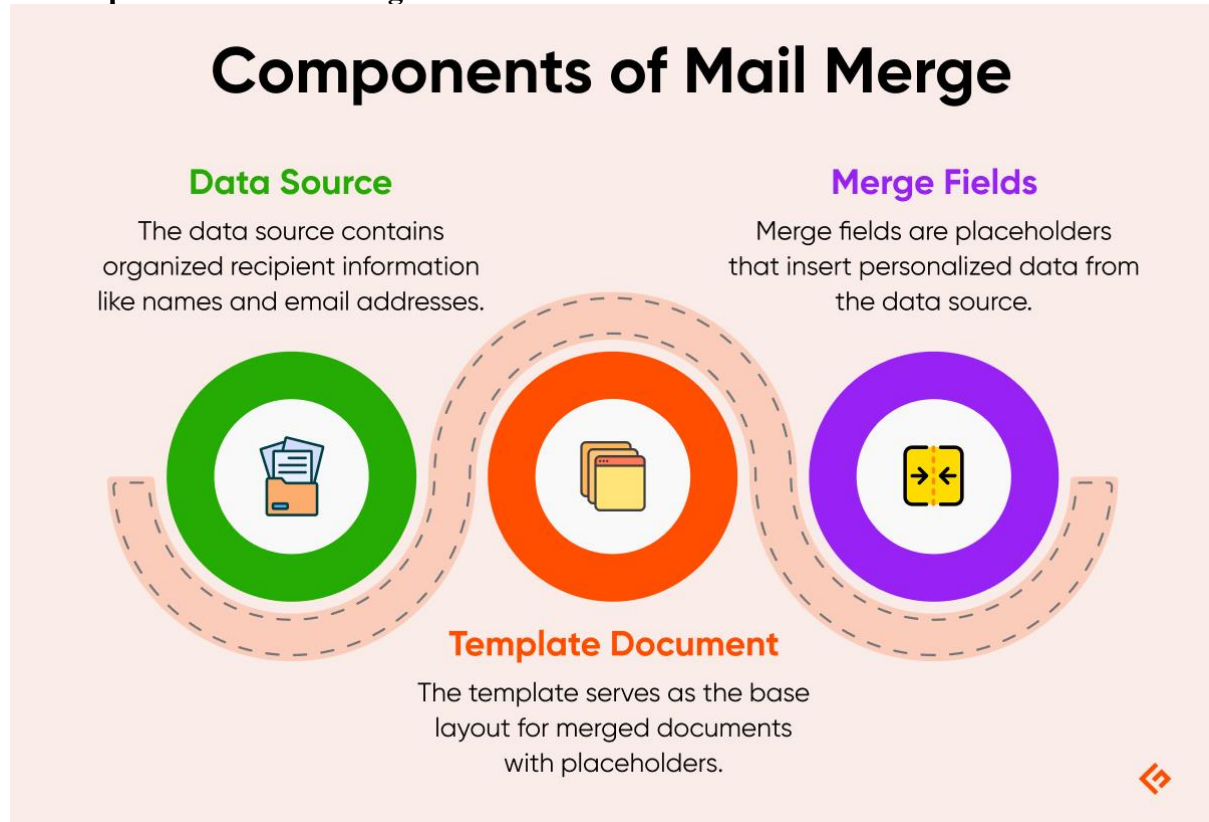 Components of Mail Merge
Data Source
The data source contains
organized recipient information
like names and email addresses.
Merge Fields
Merge fields are placeholders
that insert personalized data from
the data source.
Template Document
The template serves as the base
layout for merged documents
with placeholders.